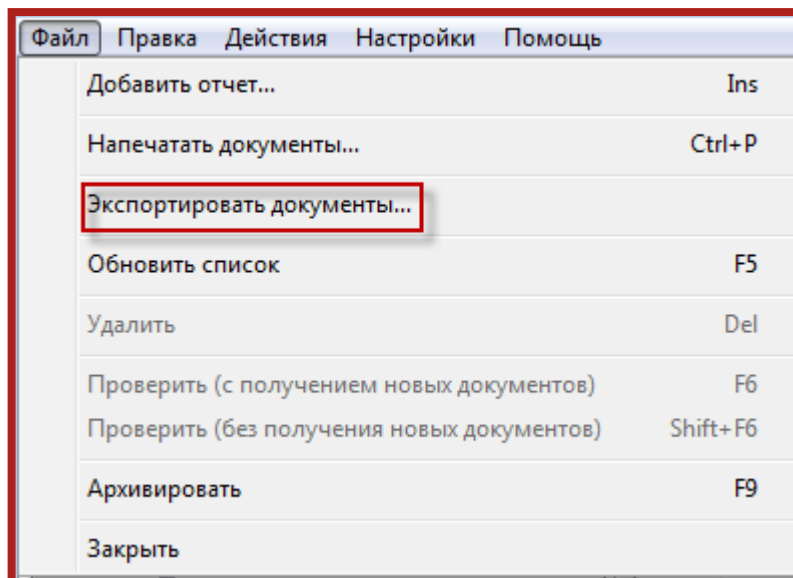 Файл Правка Действия Настройки Помощь
Добавить отчет... Ins
Напечатать документы... Ctrl+P
Экспортировать документы...
Обновить список F5
Удалить Del
Проверить (с получением новых документов) F6
Проверить (без получения новых документов) Shift+F6
Архивировать F9
Закрыть